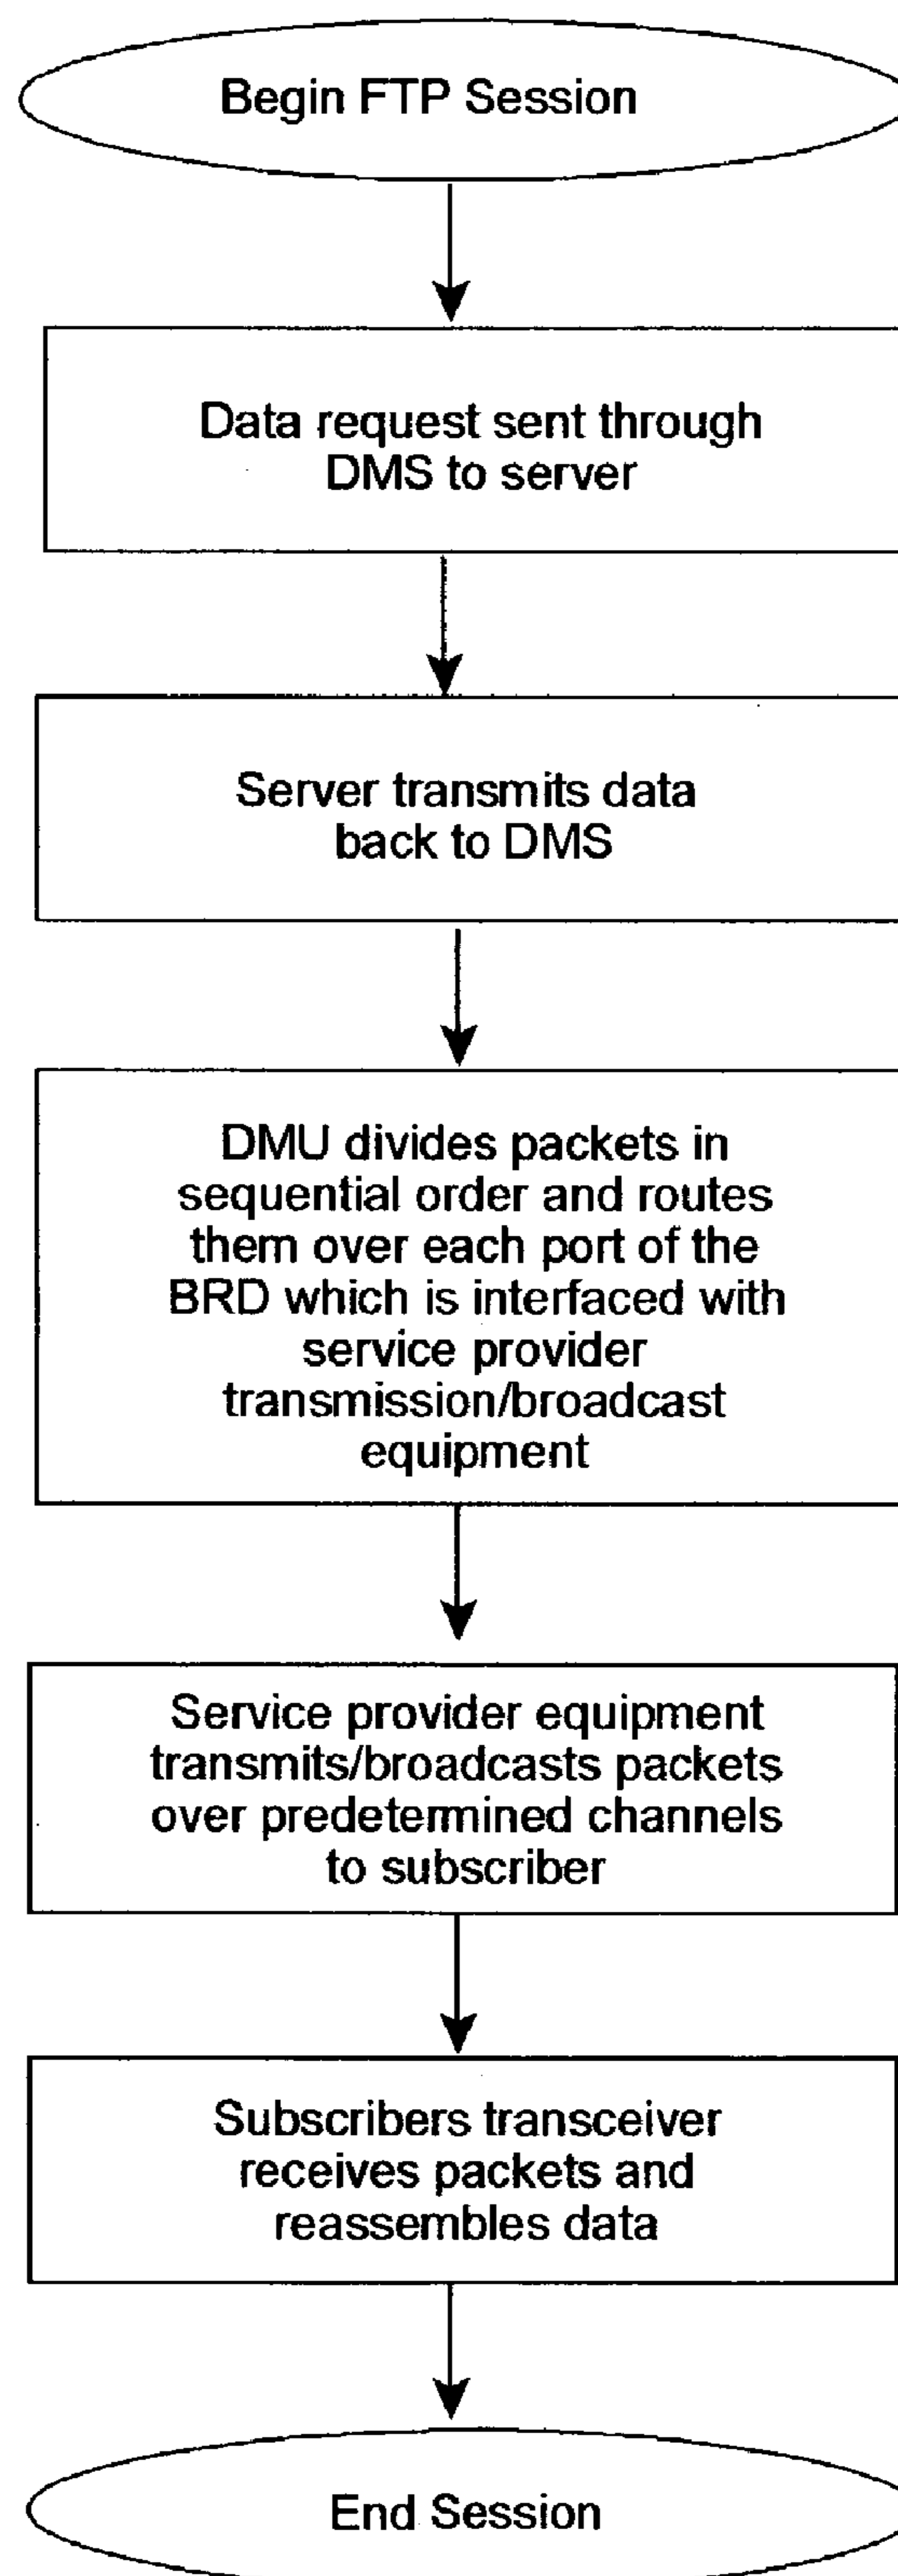 Begin FTP Session
Data request sent through
DMS to server
Server transmits data
back to DMS
DMU divides packets in
sequential order and routes
them over each port of the
BRD which is interfaced with
service provider
transmission/broadcast
equipment
Service provider equipment
transmits/broadcasts packets
over predetermined channels
to subscriber
Subscribers transceiver
receives packets and
reassembles data
End Session